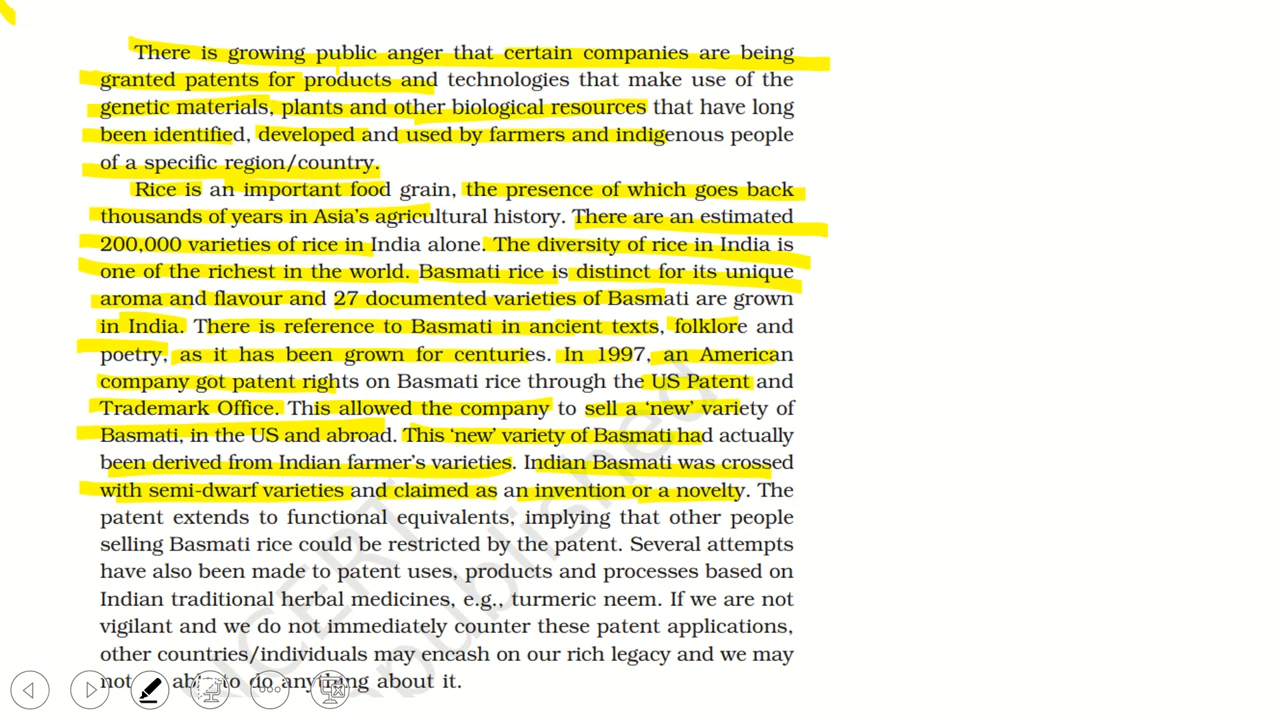 There is growing public anger that certain companies are being
granted patents for products and technologies that make use of the
genetic materials, plants and other biological resources that have long
been identified, developed and used by farmers and indigenous people
of a specific region/country.
Rice is an important food grain, the presence of which goes back
thousands of years in Asia's agricultural history. There are an estimated
200,000 varieties of rice in India alone. The diversity of rice in India is
one of the richest in the world. Basmati rice is distinct for its unique
aroma and flavour and 27 documented varieties of Basmati are grown
in India. There is reference to Basmati in ancient texts, folklore and
poetry, as it has been grown for centuries. In 1997, an American
company got patent rights on Basmati rice through the US Patent and
Trademark Office. This allowed the company to sell a ‘new’ variety of
Basmati, in the US and abroad. This ‘new’ variety of Basmati had actually
been derived from Indian farmer's varieties. Indian Basmati was crossed
with semi-dwarf varieties and claimed as an invention or a novelty. The
patent extends to functional equivalents, implying that other people
selling Basmati rice could be restricted by the patent. Several attempts
have also been made to patent uses, products and processes based on
Indian traditional herbal medicines, e.g., turmeric neem. If we are not
vigilant and we do not immediately counter these patent applications,
other countries/individuals may encash on our rich legacy and we may
not to do anything about it.
NCERT
published